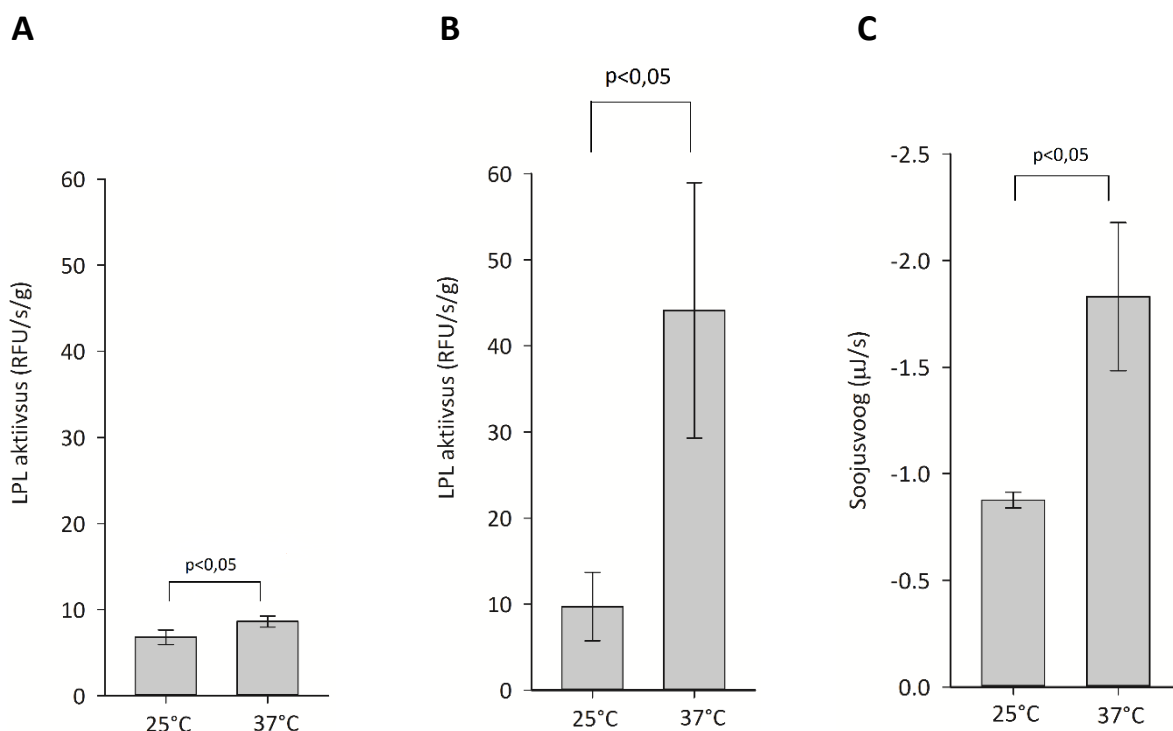 A
B
C
p<0,05
60
50
40
30
20
10
0
LPL aktiivsus (RFU/s/g)
p<0,05
25°C
37°C
60
50
40
30
20
10
0
LPL aktiivsus (RFU/s/g)
25°C
37°C
p<0,05
-2.5
-2.0
-1.5
-1.0
-0.5
0.0
Soojusvoog (µJ/s)
25°C
37°C